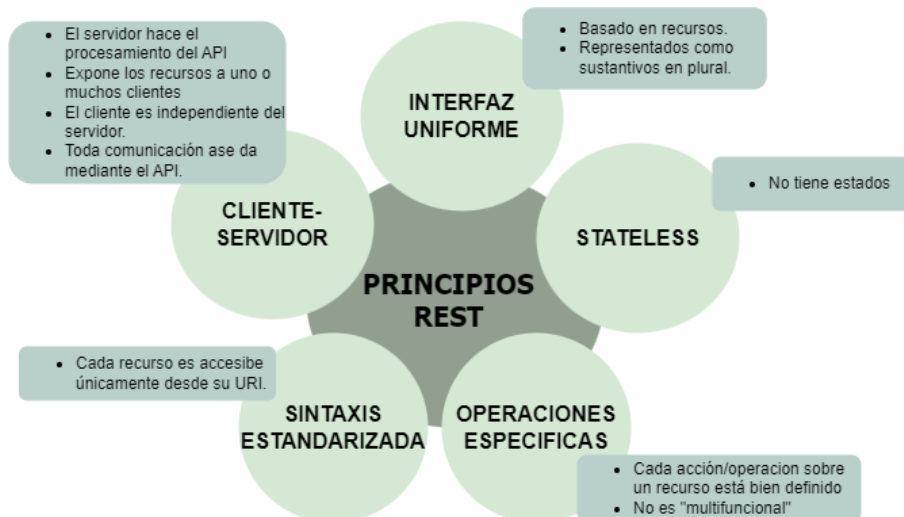 • El servidor hace el
procesamiento del API
• Expone los recursos a uno o
muchos clientes
• El cliente es independiente del
servidor.
• Toda comunicación ase da
mediante el API.
• Basado en recursos.
• Representados como
sustantivos en plural.
INTERFAZ
UNIFORME
• No tiene estados
CLIENTE-
SERVIDOR
STATELESS
PRINCIPIOS
REST
• Cada recurso es accesibe
únicamente desde su URI.
SINTAXIS
ESTANDARIZADA
OPERACIONES
ESPECIFICAS
• Cada acción/operacion sobre
un recurso está bien definido
• No es "multifuncional"